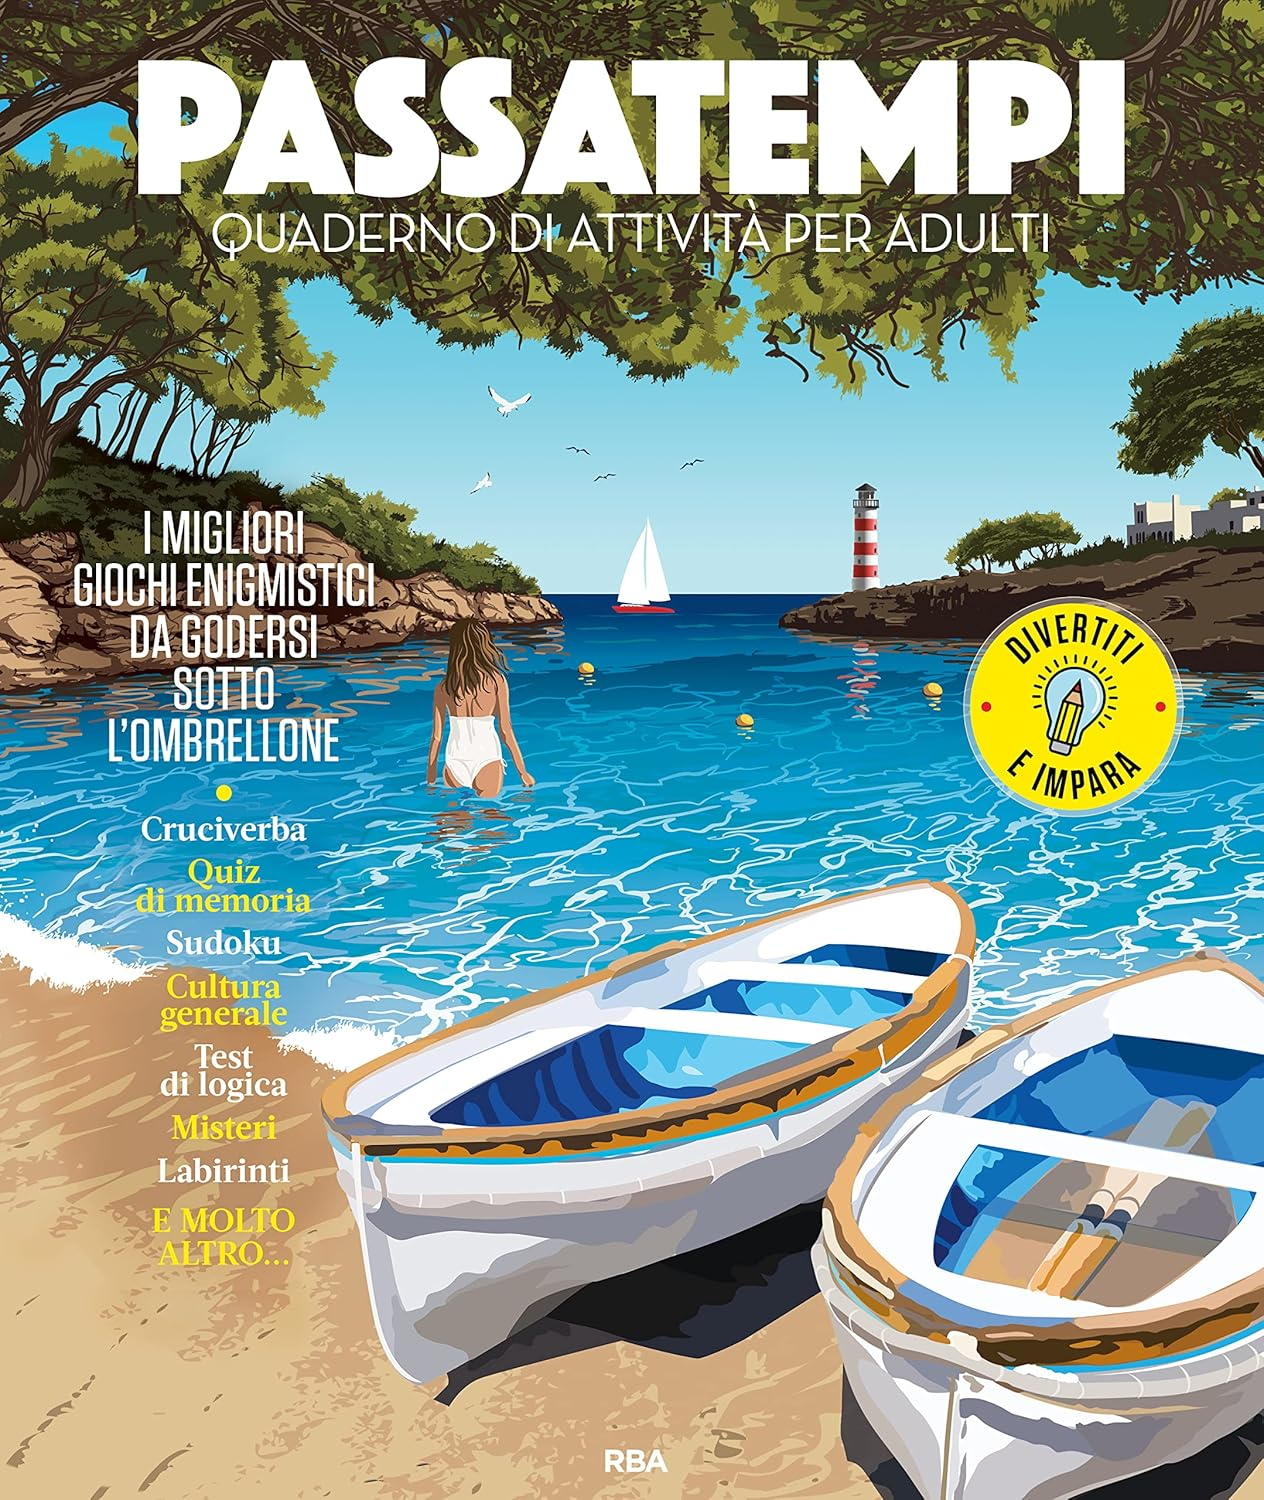 PASSATEMPI
QUADERNO DI ATTIVITÀ PER ADULTI
I MIGLIORI
GIOCHI ENIGMISTICI
DA GODERSI
SOTTO
L'OMBRELLONE
Cruciverba
Quiz
di memoria
Sudoku
Cultura
generale
Test
di logica
Misteri
Labirinti
E MOLTO
ALTRO...
DIVERTITI
E IMPARA
RBA